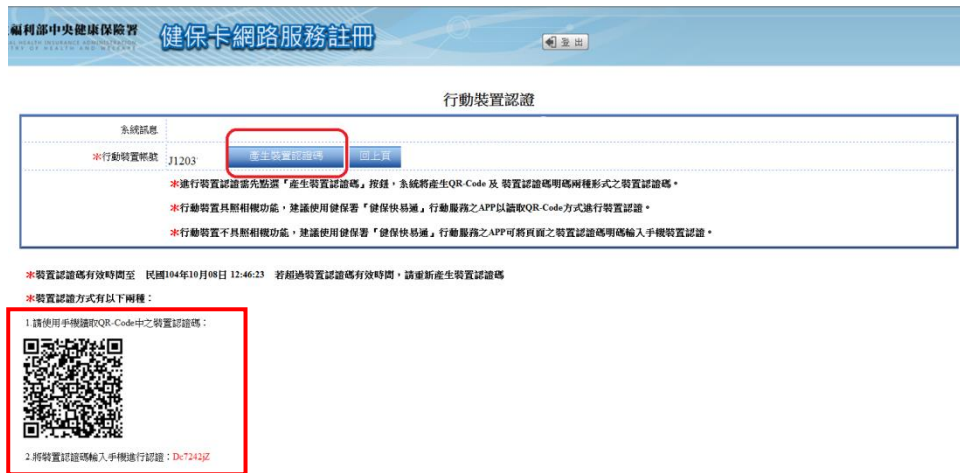 福利部中央健康保險署
健保卡網路服務註冊
登出
行動裝置認證
系統訊息
*行動裝置帳號 J1203 產生裝置認證碼 回上頁
*進行裝置認證需先點選『產生裝置認證碼』按鈕，系統將產生QR-Code 及 裝置認證碼明碼兩種形式之裝置認證碼。
*行動裝置具照相機功能，建議使用健保署『健保快易通』行動服務之APP以讀取QR-Code方式進行裝置認證。
*行動裝置不具照相機功能，建議使用健保署『健保快易通』行動服務之APP可將頁面之裝置認證碼明碼輸入手機裝置認證。
*裝置認證碼有效時間至 民國104年10月08日 12:46:23 若超過裝置認證碼有效時間，請重新產生裝置認證碼
*裝置認證方式有以下兩種：
1.請使用手機讀取QR-Code中之裝置認證碼：
2.將裝置認證碼輸入手機進行認證：Dc7242jZ